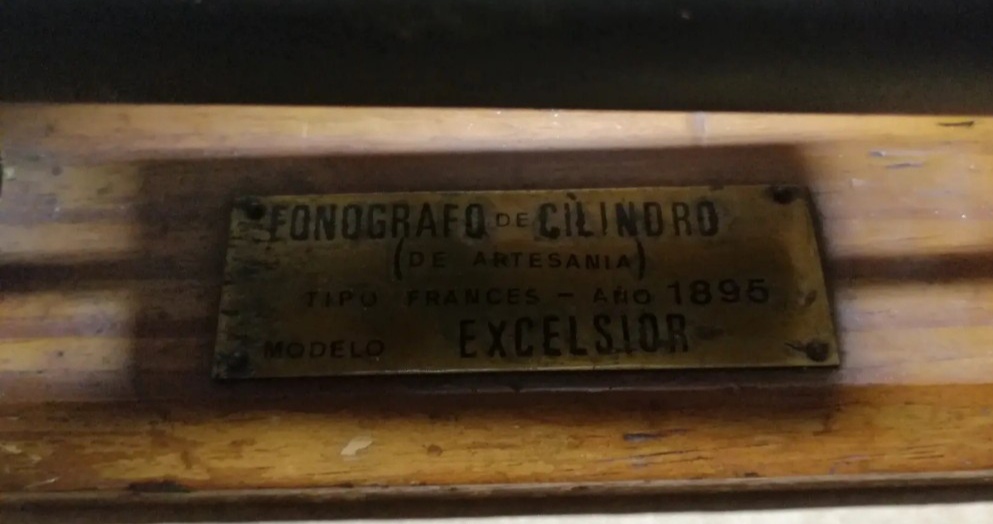 FONOGRAFO DE CILINDRO
(DE ARTESANIA)
TIPO FRANCES - AÑO 1895
MODELO EXCELSIOR